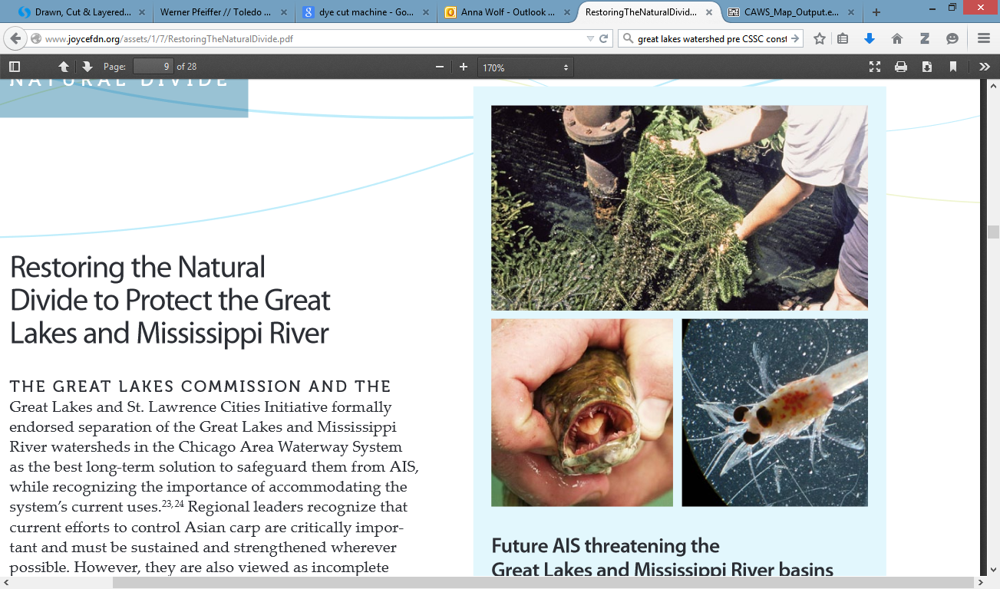 Drawn, Cut & Layered...
Werner Pfeiffer // Toledo ...
dye cut machine - Go...
Anna Wolf - Outlook ...
RestoringTheNaturalDivid...
CAWS_Map_Output.e...
www.joycefdn.org/assets/1/7/RestoringTheNaturalDivide.pdf
great lakes watershed pre CSSC const
Page: 9 of 28
170%
NATURAL DIVIDE
Restoring the Natural
Divide to Protect the Great
Lakes and Mississippi River
THE GREAT LAKES COMMISSION AND THE
Great Lakes and St. Lawrence Cities Initiative formally
endorsed separation of the Great Lakes and Mississippi
River watersheds in the Chicago Area Waterway System
as the best long-term solution to safeguard them from AIS,
while recognizing the importance of accommodating the
system’s current uses.23,24 Regional leaders recognize that
current efforts to control Asian carp are critically impor-
tant and must be sustained and strengthened wherever
possible. However, they are also viewed as incomplete
Future AIS threatening the
Great Lakes and Mississippi River basins